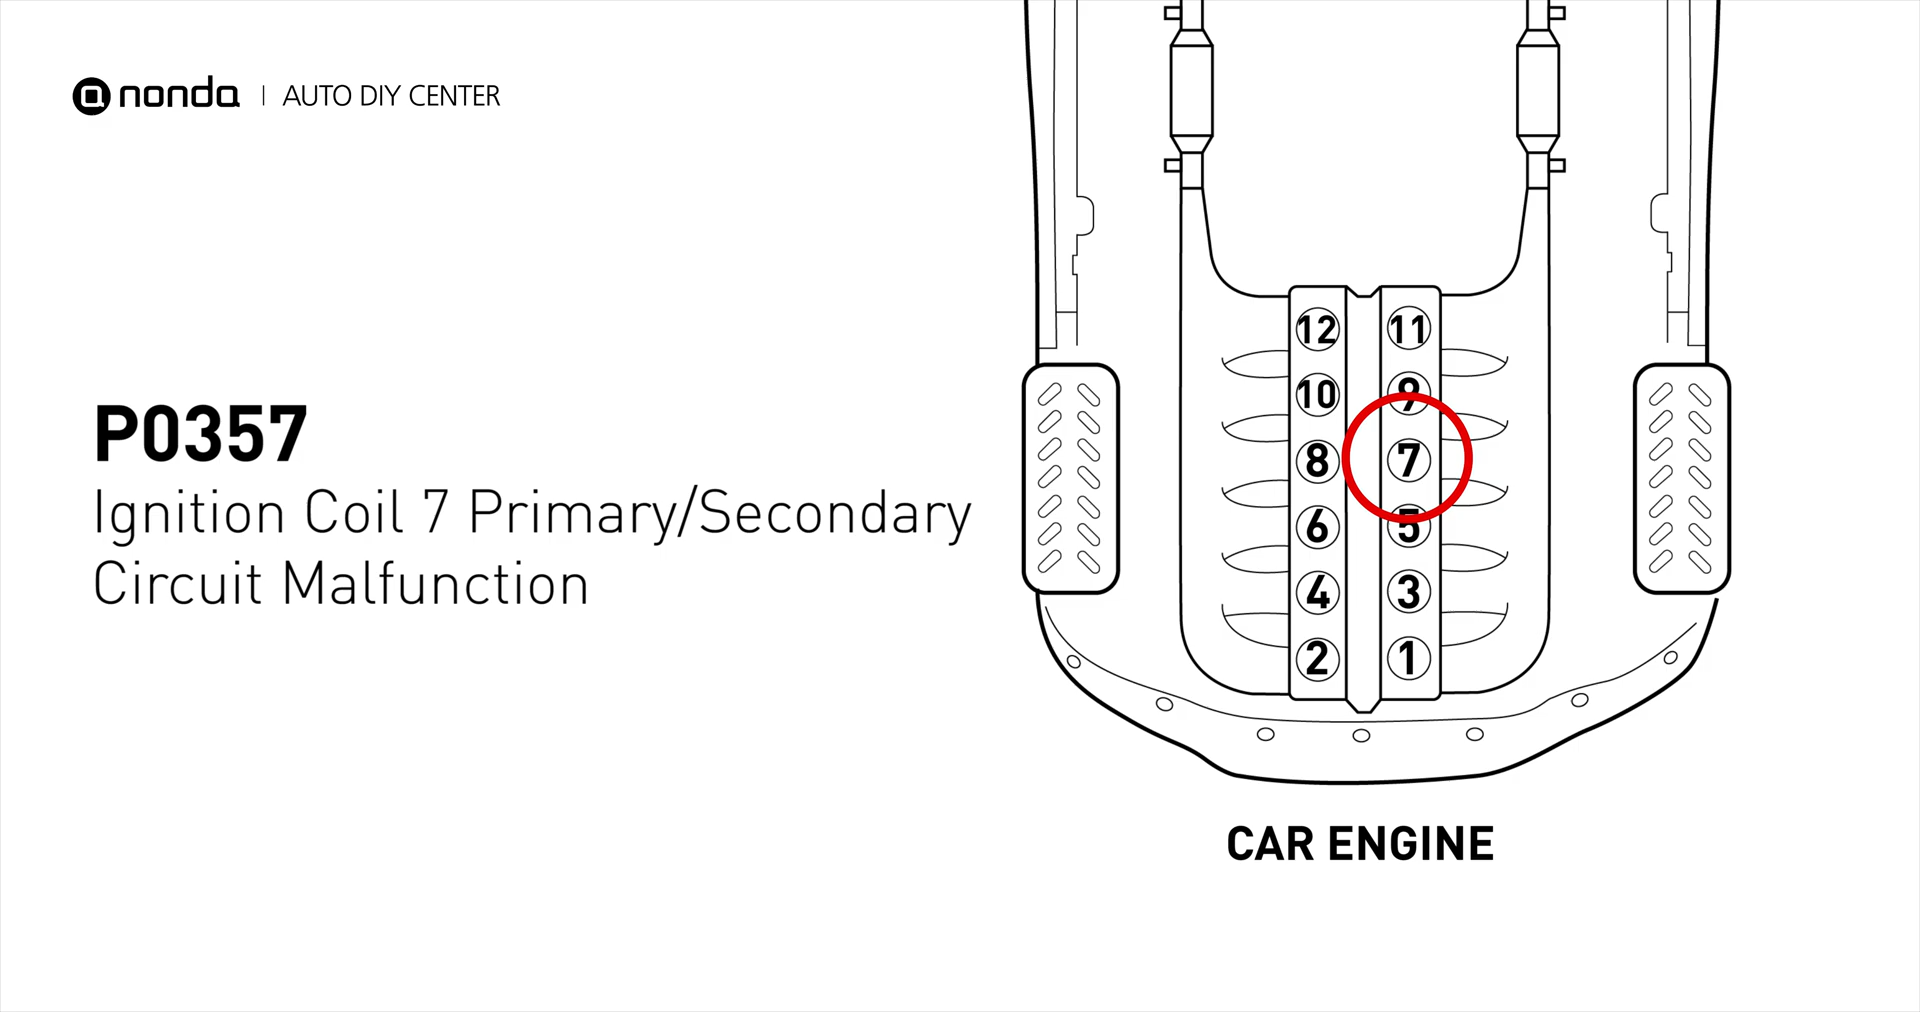 nonda | AUTO DIY CENTER
P0357
Ignition Coil 7 Primary/Secondary
Circuit Malfunction
12 11
10 9
8 7
6 5
4 3
2 1
CAR ENGINE